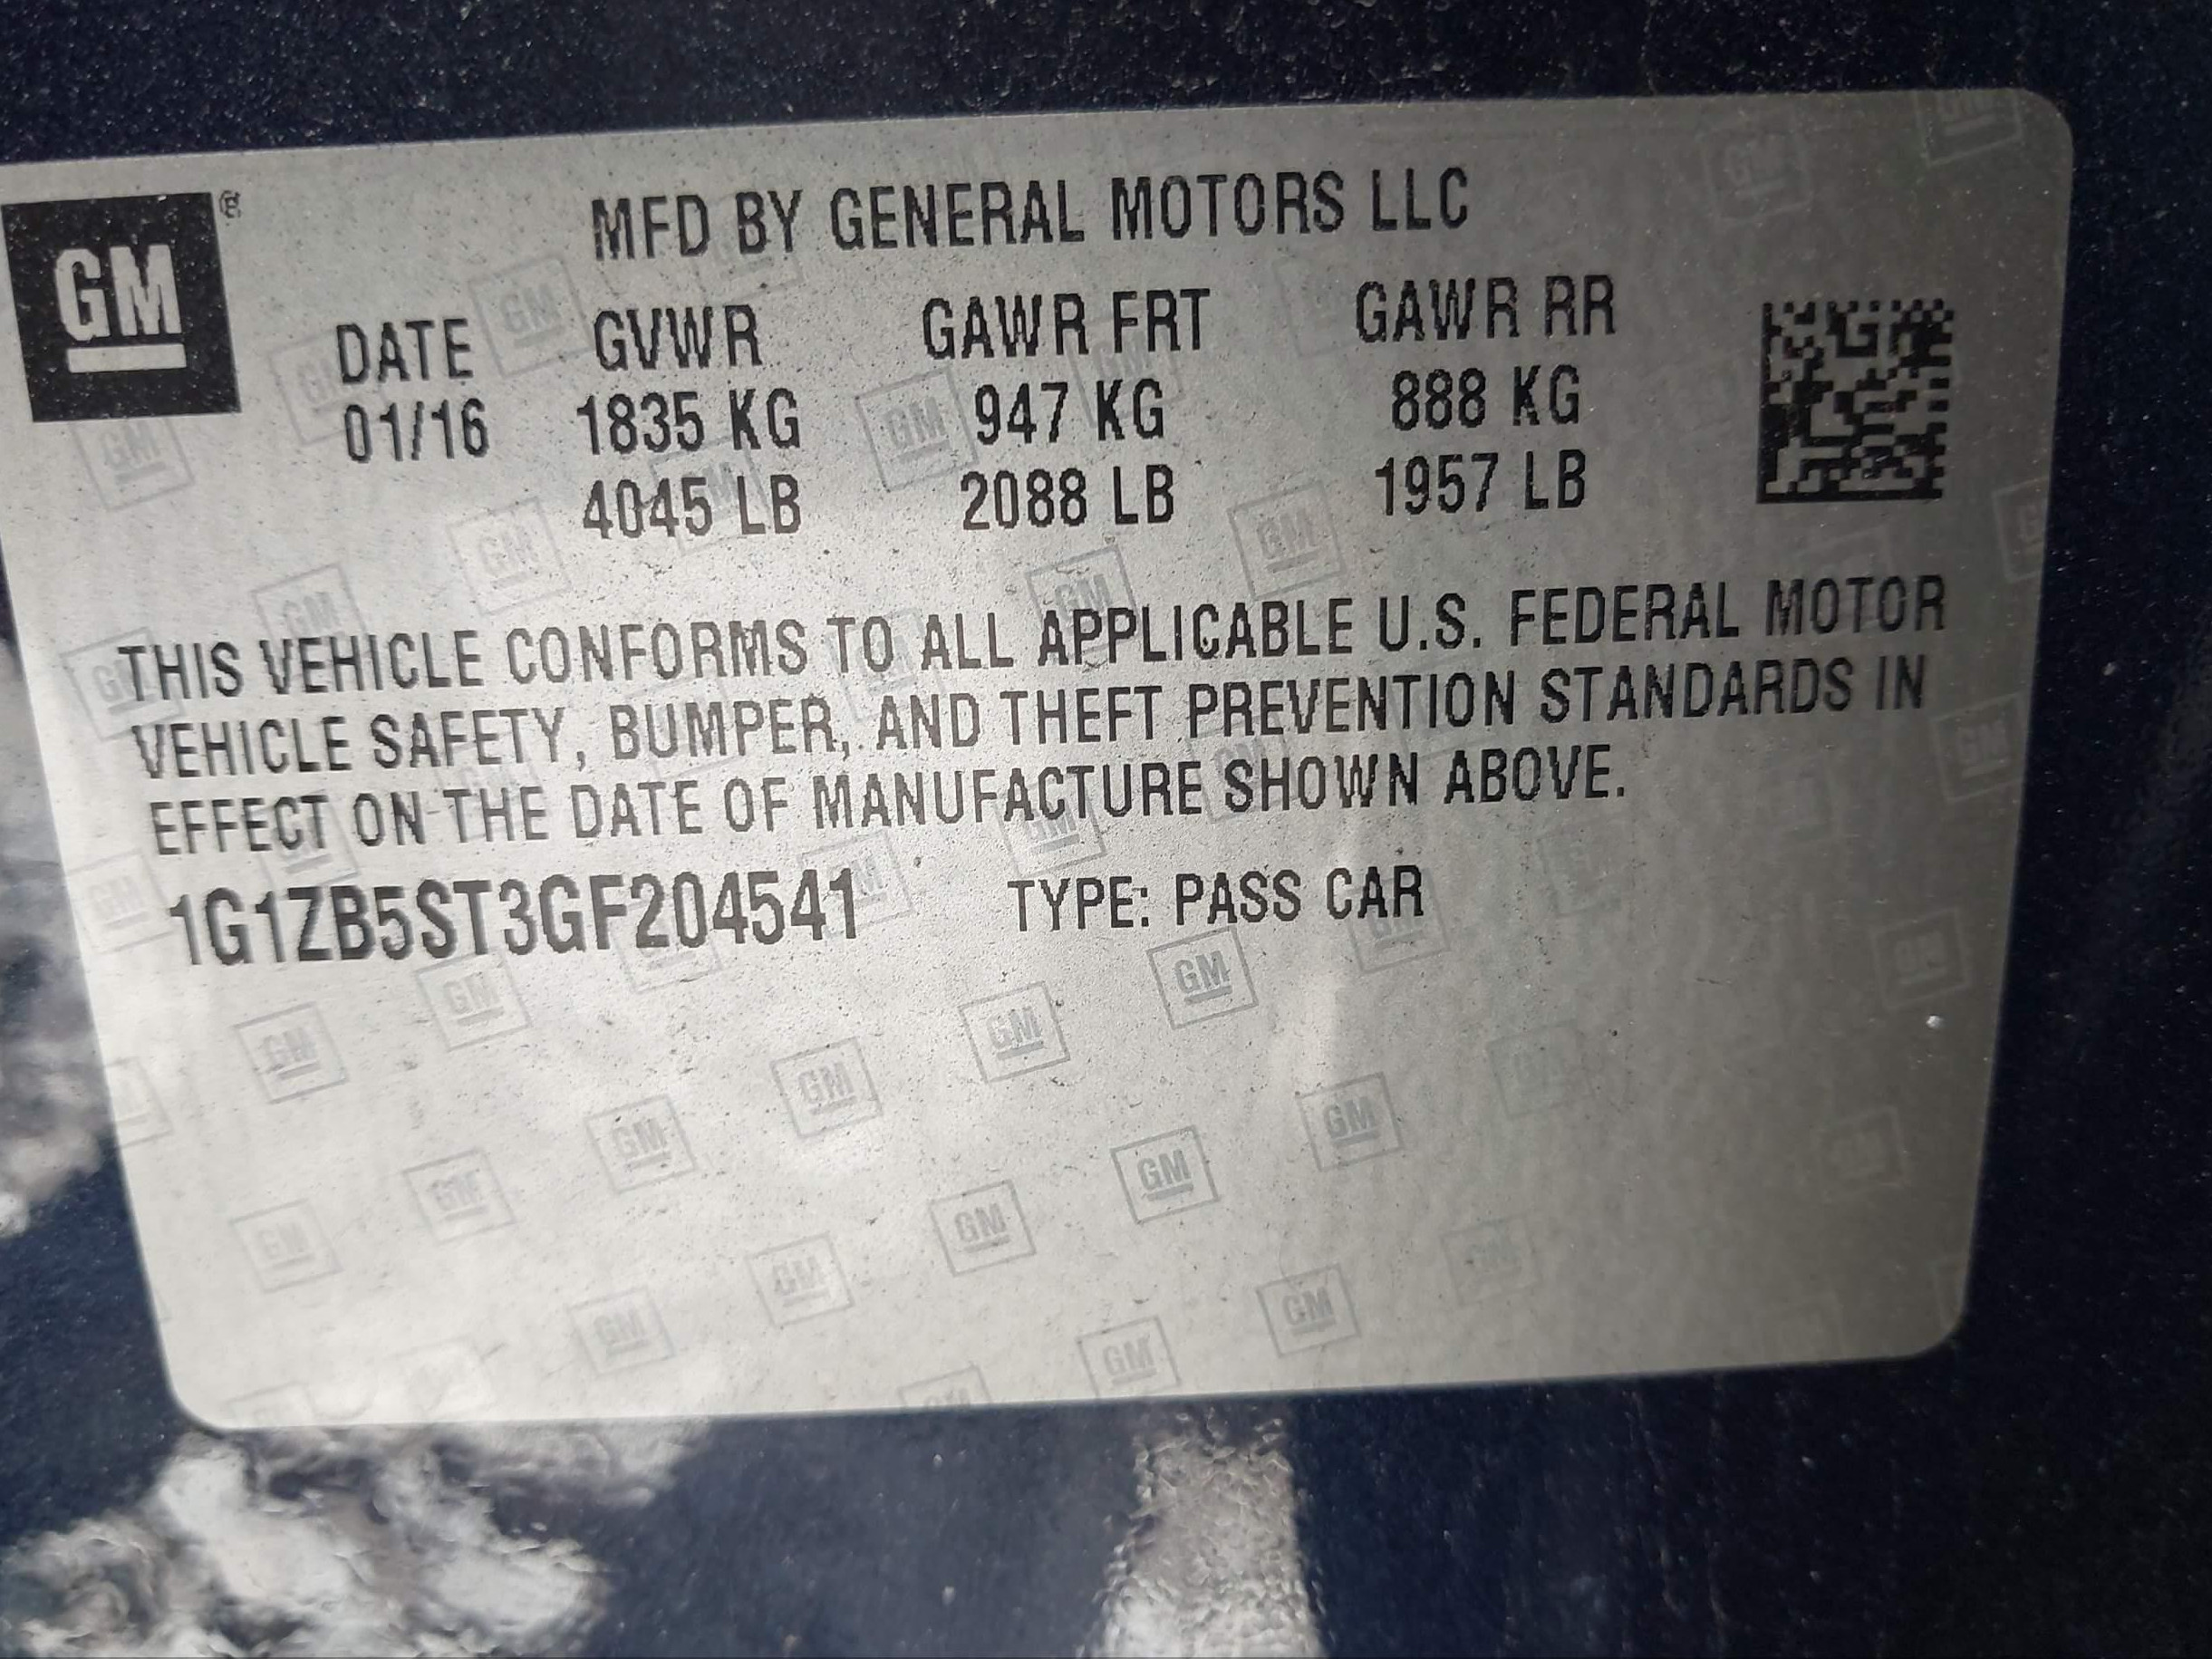 GM
MFD BY GENERAL MOTORS LLC
DATE GVWR GAWR FRT GAWR RR
01/16 1835 KG 947 KG 888 KG
4045 LB 2088 LB 1957 LB
THIS VEHICLE CONFORMS TO ALL APPLICABLE U.S. FEDERAL MOTOR
VEHICLE SAFETY, BUMPER, AND THEFT PREVENTION STANDARDS IN
EFFECT ON THE DATE OF MANUFACTURE SHOWN ABOVE.
1G1ZB5ST3GF204541 TYPE: PASS CAR